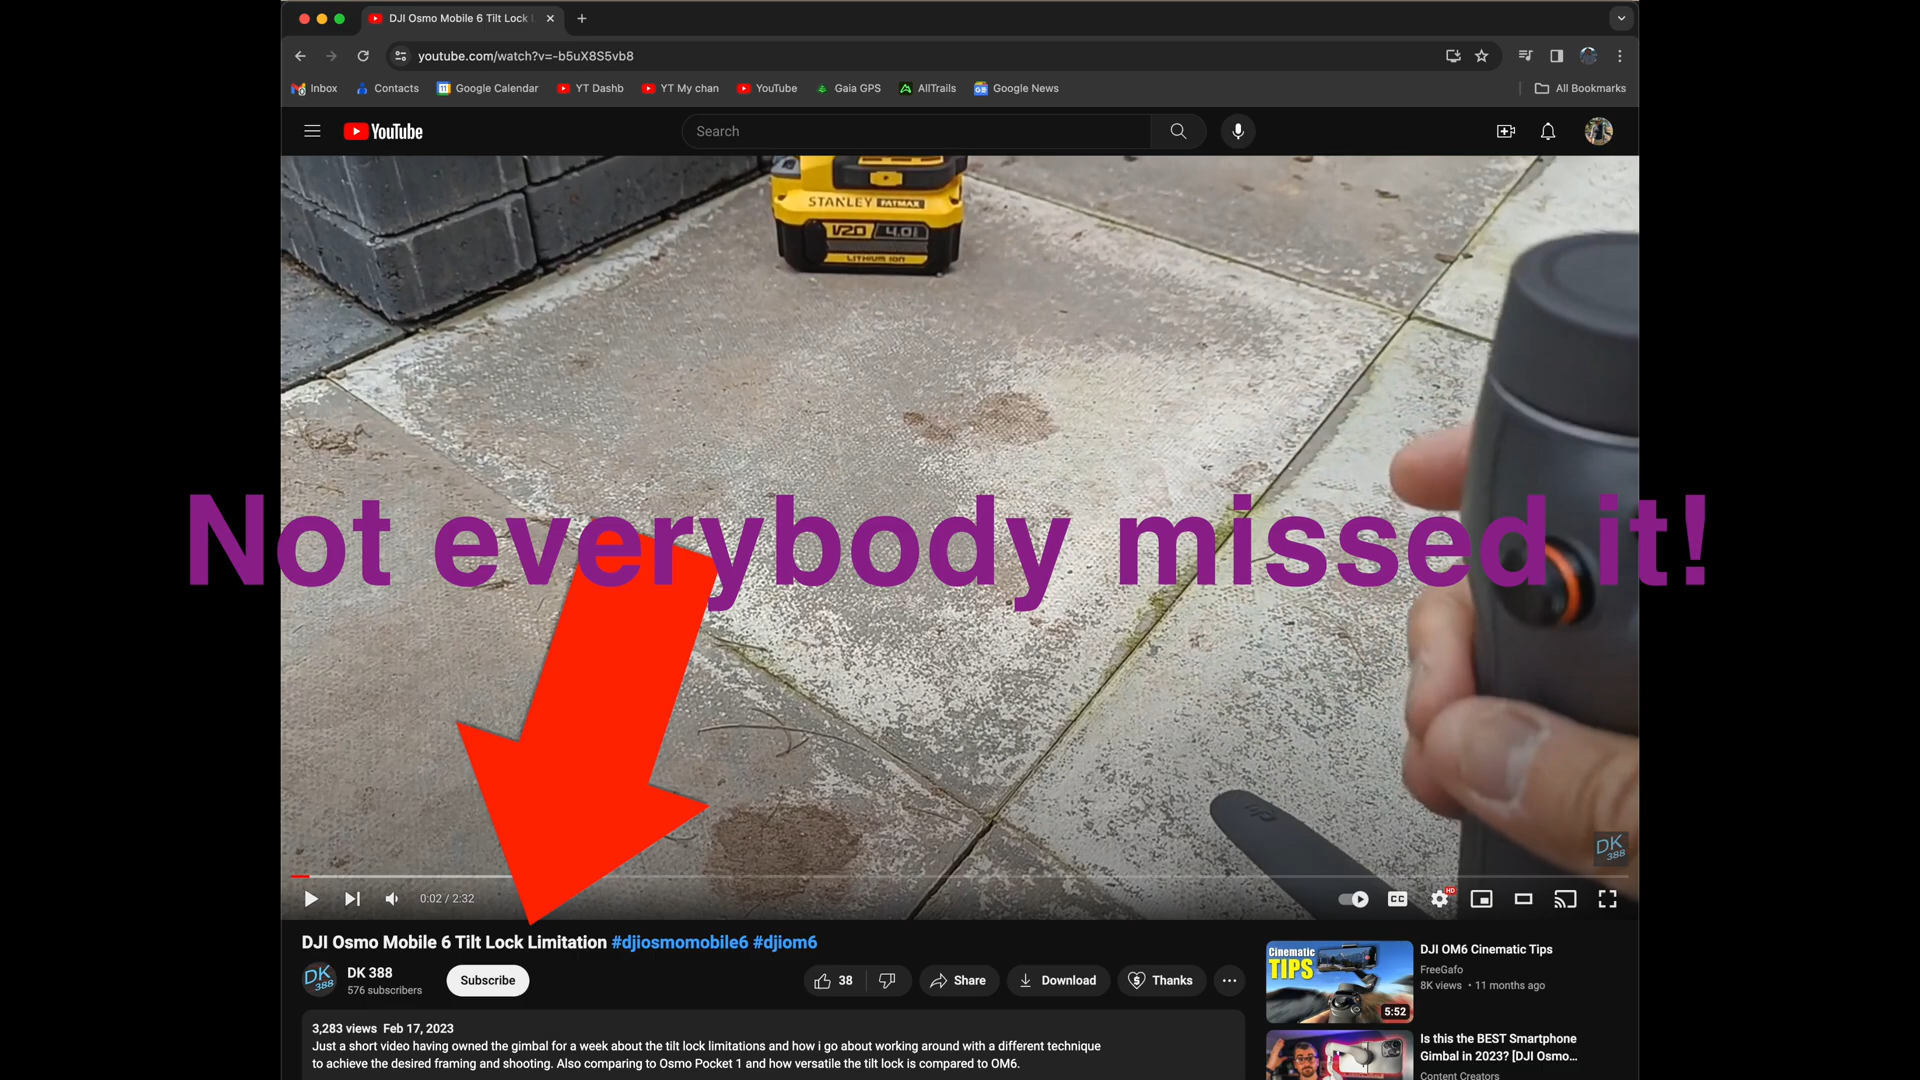 DJI Osmo Mobile 6 Tilt Lock
youtube.com/watch?v=-b5uX8S5vb8
Inbox
Contacts
Google Calendar
YT Dashb
YT My chan
YouTube
Gaia GPS
AllTrails
Google News
All Bookmarks
YouTube
Search
STANLEY FATMAX
V20 4.0
LITHIUM ION
Not everybody missed it!
dji
DK
388
0:02 / 2:32
CC
HD
DJI Osmo Mobile 6 Tilt Lock Limitation #djiosmomobile6 #djiom6
DK 388
DK 388
576 subscribers
Subscribe
38
Share
Download
Thanks
3,283 views Feb 17, 2023
Just a short video having owned the gimbal for a week about the tilt lock limitations and how i go about working around with a different technique
to achieve the desired framing and shooting. Also comparing to Osmo Pocket 1 and how versatile the tilt lock is compared to OM6.
Cinematic
TIPS
5:52
DJI OM6 Cinematic Tips
FreeGafo
8K views • 11 months ago
Is this the BEST Smartphone
Gimbal in 2023? [DJI Osmo...
Content Creators